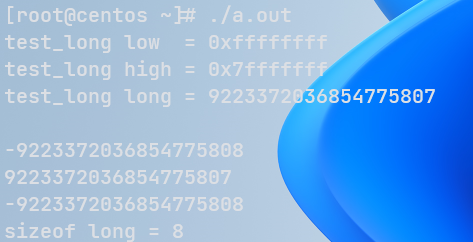 [root@centos ~]# ./a.out
test_long low  = 0xffffffff
test_long high = 0x7fffffff
test_long long = 9223372036854775807
-9223372036854775808
9223372036854775807
-9223372036854775808
sizeof long = 8